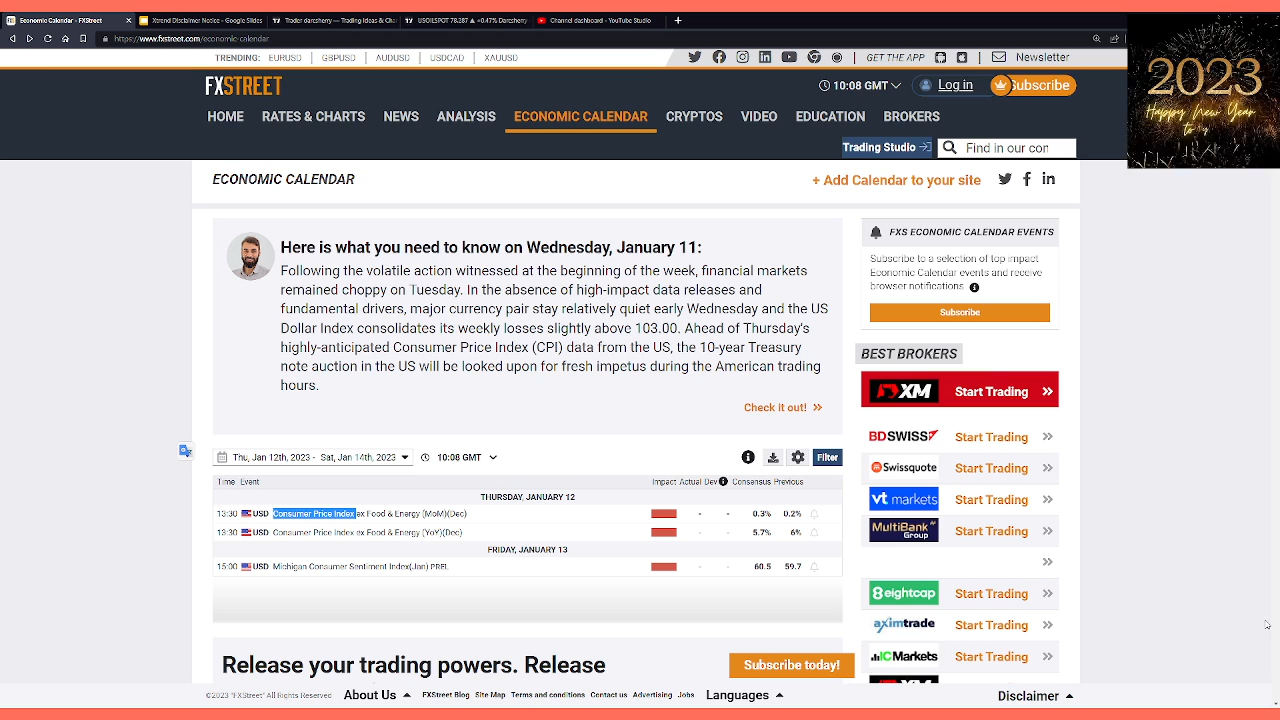 Economic Calendar - FXStreet
Xtrend Disclaimer Notice - Google Slides
Trader darcsherry — Trading Ideas & Cha
USOILSPOT 78.287 ▲ +0.47% Darcsherry
Channel dashboard - YouTube Studio
https://www.fxstreet.com/economic-calendar
TRENDING: EURUSD GBPUSD AUDUSD USDCAD XAUUSD
GET THE APP
Newsletter
FXSTREET
10:08 GMT
Log in
Subscribe
2023
Happy New Year
HOME RATES & CHARTS NEWS ANALYSIS ECONOMIC CALENDAR CRYPTOS VIDEO EDUCATION BROKERS
Trading Studio
Find in our con
ECONOMIC CALENDAR
+ Add Calendar to your site
Here is what you need to know on Wednesday, January 11:
Following the volatile action witnessed at the beginning of the week, financial markets
remained choppy on Tuesday. In the absence of high-impact data releases and
fundamental drivers, major currency pair stay relatively quiet early Wednesday and the US
Dollar Index consolidates its weekly losses slightly above 103.00. Ahead of Thursday's
highly-anticipated Consumer Price Index (CPI) data from the US, the 10-year Treasury
note auction in the US will be looked upon for fresh impetus during the American trading
hours.
Check it out!
FXS ECONOMIC CALENDAR EVENTS
Subscribe to a selection of top impact
Economic Calendar events and receive
browser notifications
Subscribe
BEST BROKERS
XM Start Trading
BDSWISS Start Trading
Swissquote Start Trading
vt markets Start Trading
MultiBank Group Start Trading
8eightcap Start Trading
aximtrade Start Trading
IC Markets Start Trading
Thu, Jan 12th, 2023 - Sat, Jan 14th, 2023
10:08 GMT
Filter
Time Event Impact Actual Dev Consensus Previous
THURSDAY, JANUARY 12
13:30 USD Consumer Price Index ex Food & Energy (MoM)(Dec) - - 0.3% 0.2%
13:30 USD Consumer Price Index ex Food & Energy (YoY)(Dec) - - 5.7% 6%
FRIDAY, JANUARY 13
15:00 USD Michigan Consumer Sentiment Index(Jan) PREL - - 60.5 59.7
Release your trading powers. Release
Subscribe today!
©2023 "FXStreet" All Rights Reserved
About Us
FXStreet Blog Site Map Terms and conditions Contact us Advertising Jobs
Languages
Disclaimer